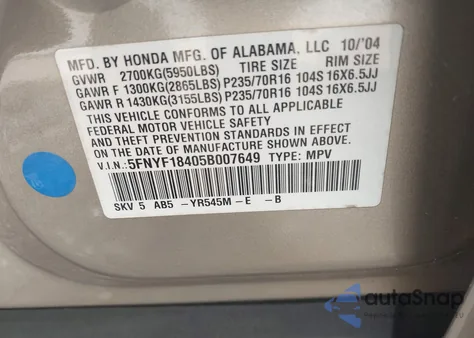 MFD. BY HONDA MFG. OF ALABAMA, LLC 10/'04
GVWR 2700KG(5950LBS) TIRE SIZE RIM SIZE
GAWR F 1300KG(2865LBS) P235/70R16 104S 16X6.5JJ
GAWR R 1430KG(3155LBS) P235/70R16 104S 16X6.5JJ
THIS VEHICLE CONFORMS TO ALL APPLICABLE
FEDERAL MOTOR VEHICLE SAFETY
AND THEFT PREVENTION STANDARDS IN EFFECT
ON THE DATE OF MANUFACTURE SHOWN ABOVE.
V.I.N.: 5FNYF18405B007649 TYPE: MPV
SKV 5 AB5 -YR545M-E -B
autoSnap